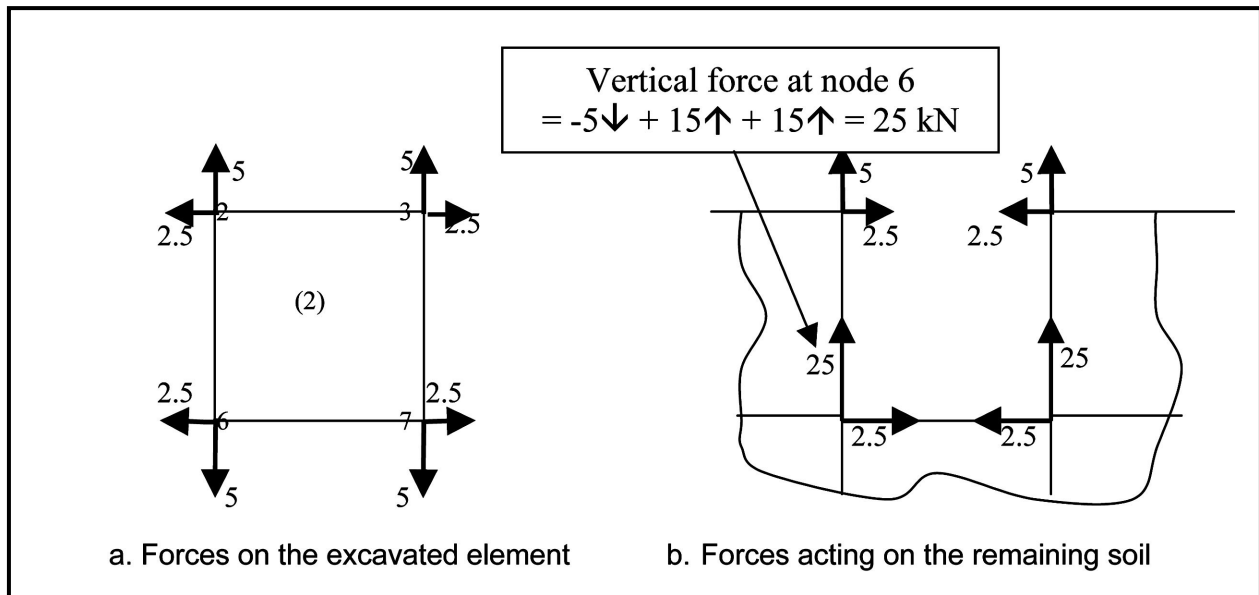 Vertical force at node 6
= -5↓ + 15↑ + 15↑ = 25 kN
5 5 5 5
2 3
2.5 2.5 2.5 2.5
(2)
25 25
2.5 2.5
6 7 2.5 2.5
5 5
a. Forces on the excavated element b. Forces acting on the remaining soil